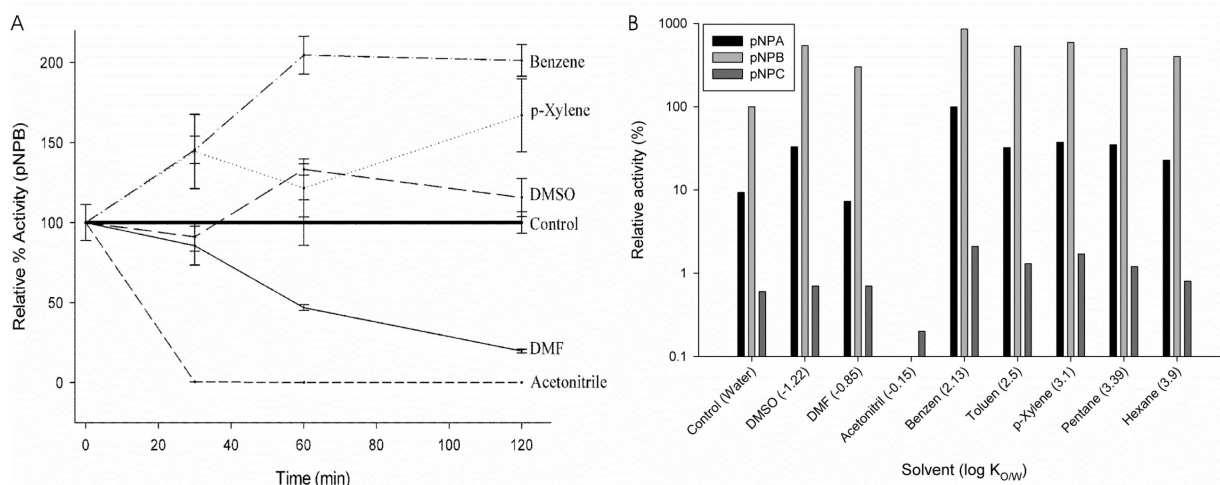 A
Relative % Activity (pNPB)
200
150
100
50
0
Benzene
p-Xylene
DMSO
Control
DMF
Acetonitrile
0
20
40
60
80
100
120
Time (min)
B
pNPA
pNPB
pNPC
Relative activity (%)
1000
100
10
1
0.1
Control (Water)
DMSO (-1.22)
DMF (-0.85)
Acetonitril (-0.15)
Benzen (2.13)
Toluen (2.5)
p-Xylene (3.1)
Pentane (3.39)
Hexane (3.9)
Solvent (log KO/W)